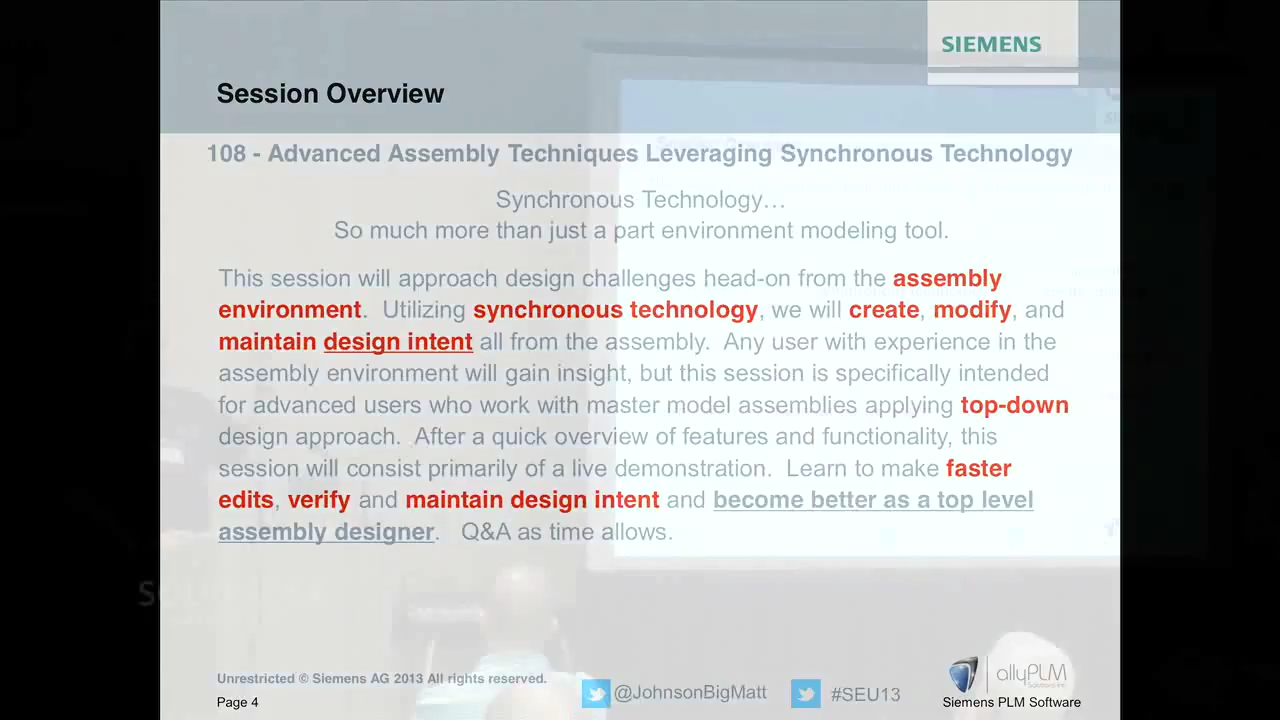 SIEMENS
Session Overview
108 - Advanced Assembly Techniques Leveraging Synchronous Technology
Synchronous Technology…
So much more than just a part environment modeling tool.
This session will approach design challenges head-on from the assembly
environment.  Utilizing synchronous technology, we will create, modify, and
maintain design intent all from the assembly.  Any user with experience in the
assembly environment will gain insight, but this session is specifically intended
for advanced users who work with master model assemblies applying top-down
design approach.  After a quick overview of features and functionality, this
session will consist primarily of a live demonstration.  Learn to make faster
edits, verify and maintain design intent and become better as a top level
assembly designer.   Q&A as time allows.
Unrestricted © Siemens AG 2013 All rights reserved.
Page 4
@JohnsonBigMatt
#SEU13
allyPLM
Siemens PLM Software